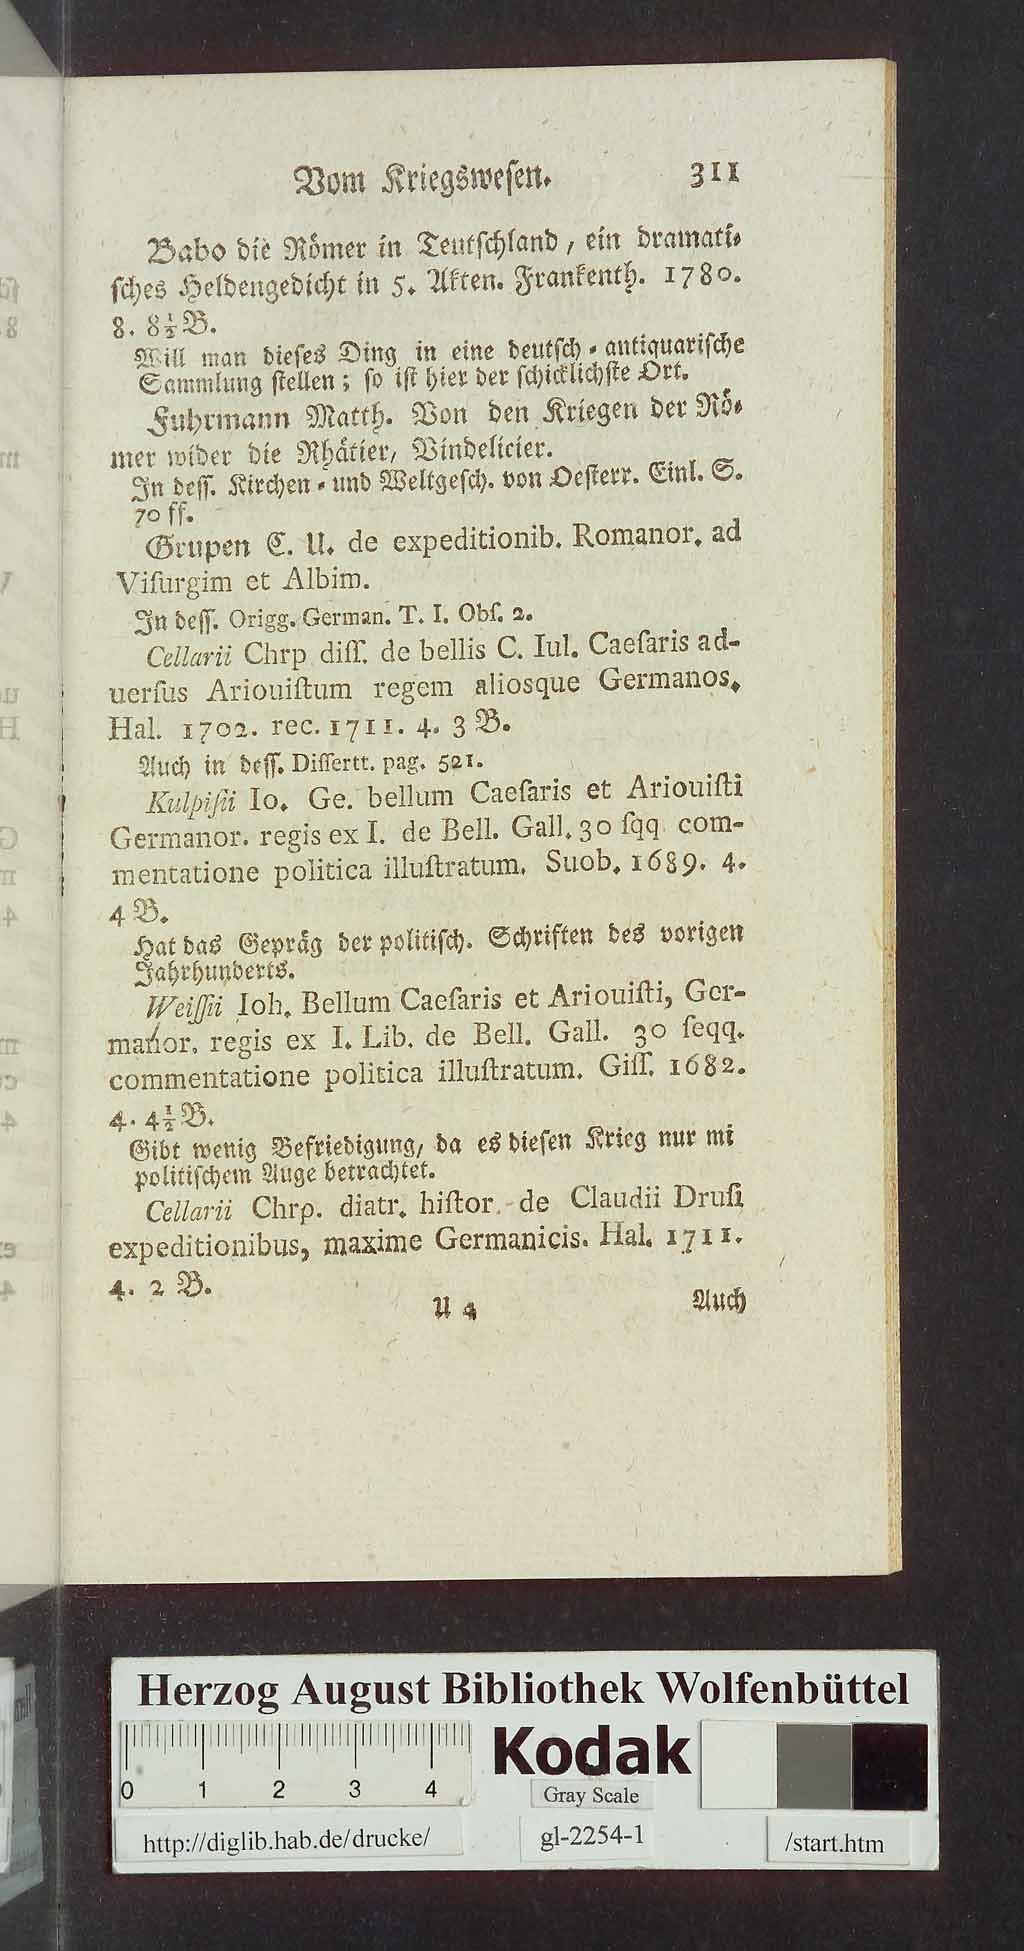 Vom Kriegswesen. 311
Babo die Römer in Teutschland, ein dramati-
sches Heldengedicht in 5. Akten. Frankenth. 1780.
8. 8½ B.
Will man dieses Ding in eine deutsch-antiquarische
Sammlung stellen; so ist hier der schicklichste Ort.
Fuhrmann Matth. Von den Kriegen der Rö-
mer wider die Rhätier, Vindelicier.
In dess. Kirchen- und Weltgesch. von Oesterr. Einl. S.
70 ff.
Grupen C. U. de expeditionib. Romanor. ad
Viſurgim et Albim.
In dess. Origg. German. T. I. Obſ. 2.
Cellarii Chrp diſſ. de bellis C. Iul. Caeſaris ad-
uerſus Ariouiſtum regem aliosque Germanos.
Hal. 1702. rec. 1711. 4. 3 B.
Auch in dess. Diſſertt. pag. 521.
Kulpiſii Io. Ge. bellum Caeſaris et Ariouiſti
Germanor. regis ex I. de Bell. Gall. 30 ſqq. com-
mentatione politica illuſtratum. Suob. 1689. 4.
4 B.
Hat das Gepräg der politisch. Schriften des vorigen
Jahrhunderts.
Weiſſii Ioh. Bellum Caeſaris et Ariouiſti, Ger-
manor. regis ex I. Lib. de Bell. Gall. 30 ſeqq.
commentatione politica illuſtratum. Giſſ. 1682.
4. 4½ B.
Gibt wenig Befriedigung, da es diesen Krieg nur mi
politischem Auge betrachtet.
Cellarii Chrp. diatr. hiſtor. de Claudii Druſi
expeditionibus, maxime Germanicis. Hal. 1711.
4. 2 B.
U 4 Auch
Herzog August Bibliothek Wolfenbüttel
0 1 2 3 4
Kodak
Gray Scale
http://diglib.hab.de/drucke/ gl-2254-1 /start.htm